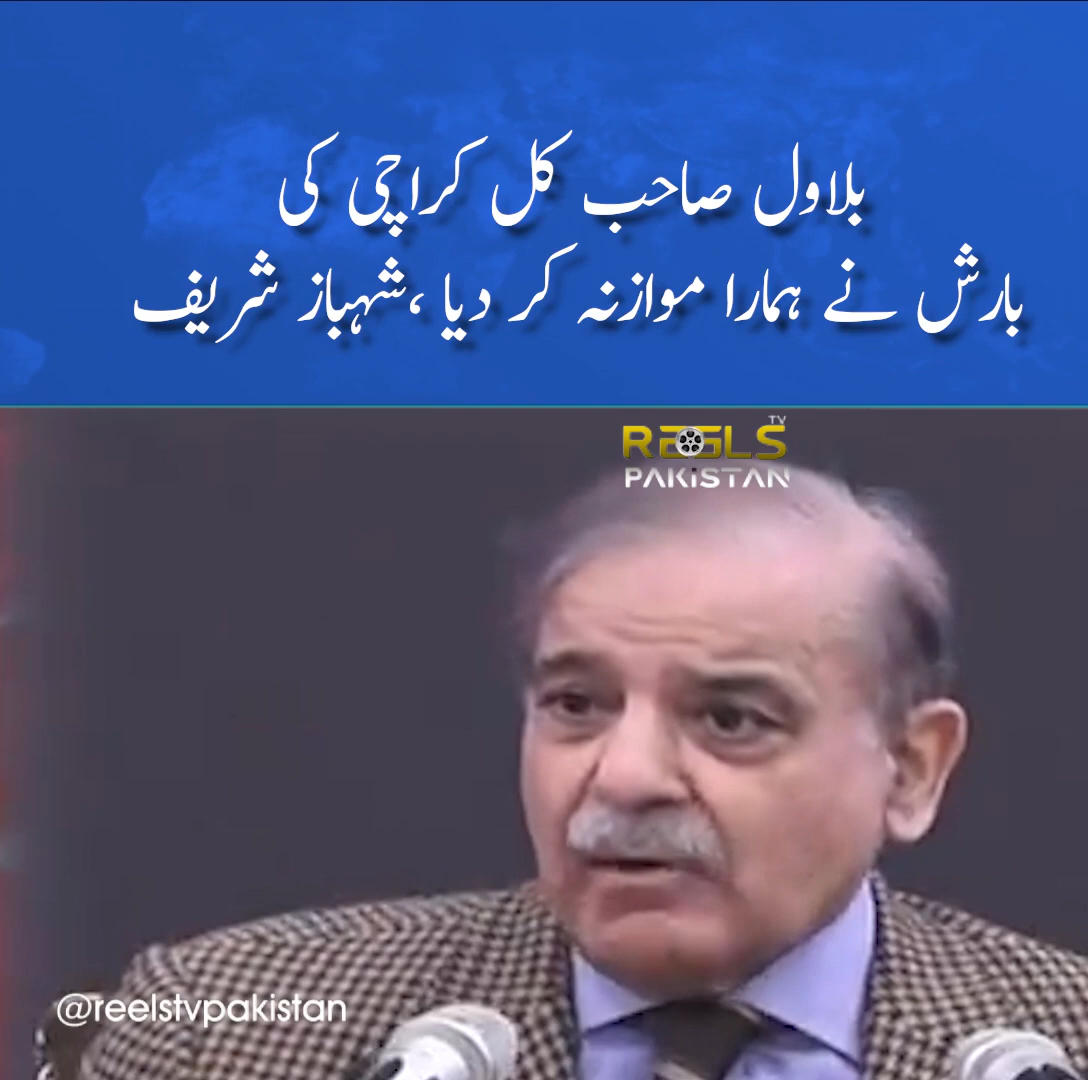 بلاول صاحب کل کراچی کی
بارش نے ہمارا موازنہ کر دیا ،شہباز شریف
REELS TV
PAKiSTAN
@reelstvpakistan